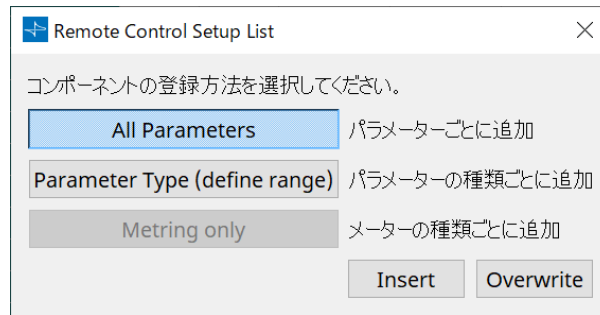 Remote Control Setup List
コンポーネントの登録方法を選択してください。
All Parameters パラメーターごとに追加
Parameter Type (define range) パラメーターの種類ごとに追加
Metring only メーターの種類ごとに追加
Insert Overwrite